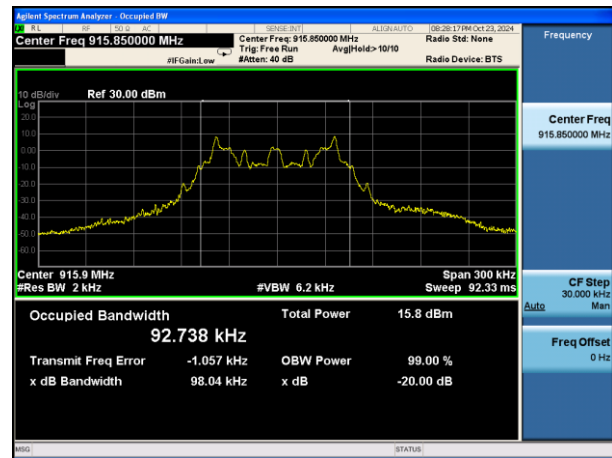 Agilent Spectrum Analyzer - Occupied BW
RL RF 50 Ω AC SENSE:INT ALIGNAUTO 08:28:17 PM Oct 23, 2024
Center Freq 915.850000 MHz Center Freq: 915.850000 MHz Radio Std: None Frequency
Trig: Free Run Avg|Hold:> 10/10
#IFGain:Low #Atten: 40 dB Radio Device: BTS
10 dB/div Ref 30.00 dBm
Log
20.0
10.0
0.00
-10.0
-20.0
-30.0
-40.0
-50.0
-60.0
Center Freq
915.850000 MHz
Center 915.9 MHz Span 300 kHz
#Res BW 2 kHz #VBW 6.2 kHz Sweep 92.33 ms
CF Step
30.000 kHz
Auto Man
Occupied Bandwidth Total Power 15.8 dBm
92.738 kHz
Freq Offset
0 Hz
Transmit Freq Error -1.057 kHz OBW Power 99.00 %
x dB Bandwidth 98.04 kHz x dB -20.00 dB
MSG STATUS